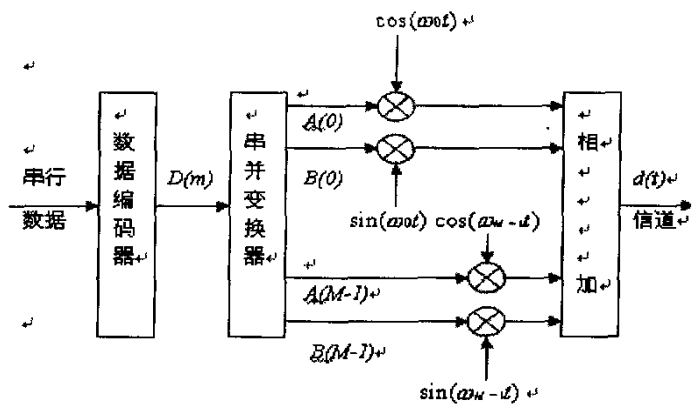 cos(ω0t)
A(0)
B(0)
sin(ω0t) cos(ωM-1t)
串行
数据
数据编码器
D(m)
串并变换器
相加
d(t)
信道
A(M-1)
B(M-1)
sin(ωM-1t)